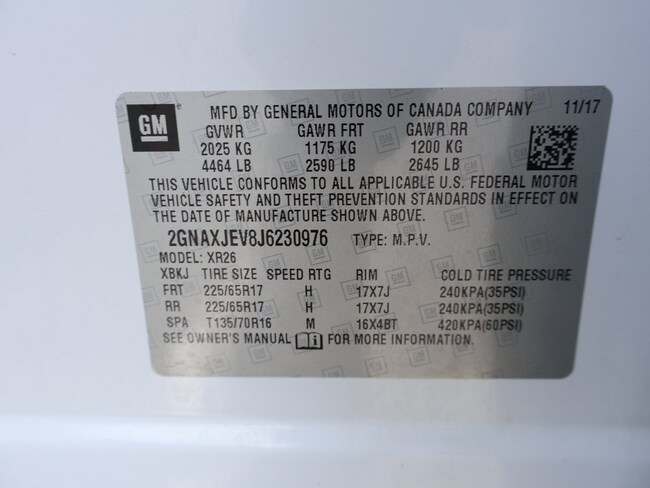 GM MFD BY GENERAL MOTORS OF CANADA COMPANY 11/17
GVWR GAWR FRT GAWR RR
2025 KG 1175 KG 1200 KG
4464 LB 2590 LB 2645 LB
THIS VEHICLE CONFORMS TO ALL APPLICABLE U.S. FEDERAL MOTOR
VEHICLE SAFETY AND THEFT PREVENTION STANDARDS IN EFFECT ON
THE DATE OF MANUFACTURE SHOWN ABOVE.
2GNAXJEV8J6230976 TYPE: M.P.V.
MODEL: XR26
XBKJ TIRE SIZE SPEED RTG RIM COLD TIRE PRESSURE
FRT 225/65R17 H 17X7J 240KPA(35PSI)
RR 225/65R17 H 17X7J 240KPA(35PSI)
SPA T135/70R16 M 16X4BT 420KPA(60PSI)
SEE OWNER'S MANUAL FOR MORE INFORMATION.